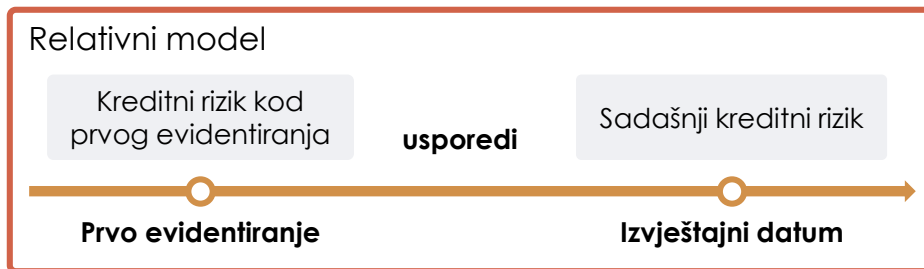 Relativni model
Kreditni rizik kod
prvog evidentiranja
usporedi
Sadašnji kreditni rizik
Prvo evidentiranje
Izvještajni datum